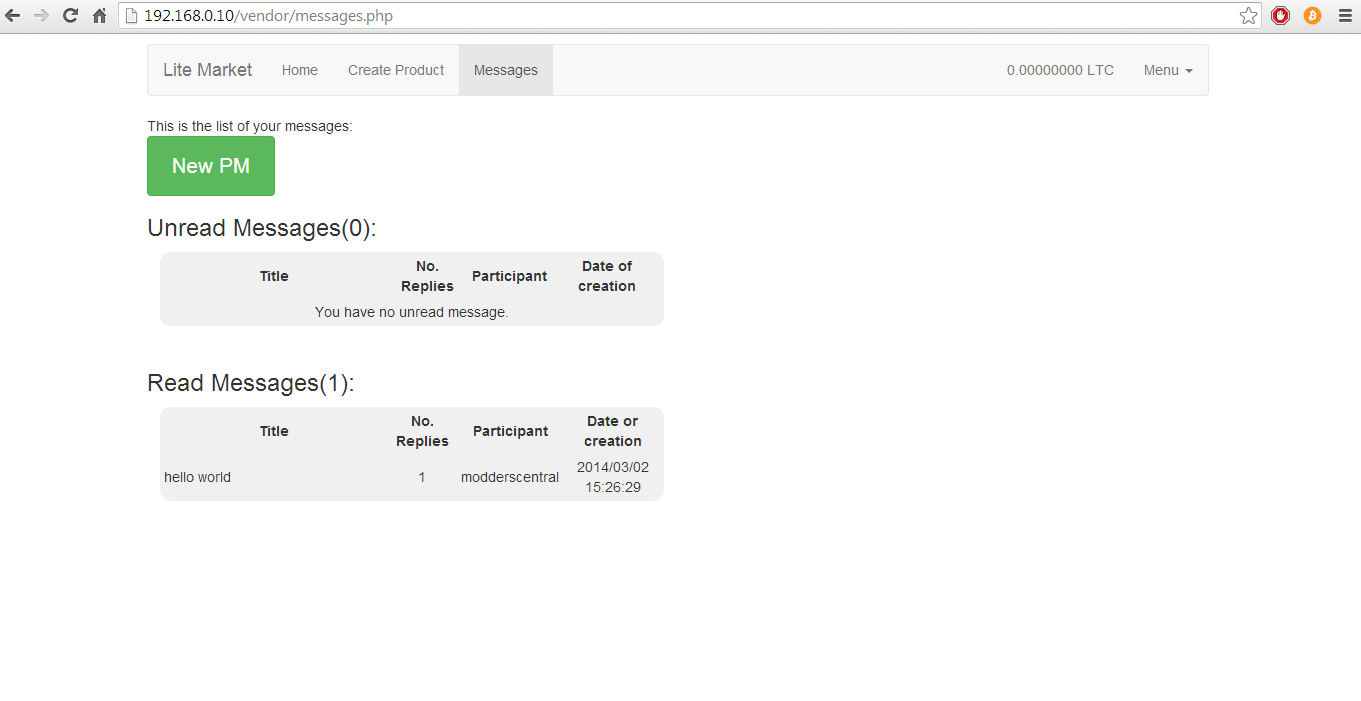 192.168.0.10/vendor/messages.php
Lite Market Home Create Product Messages 0.00000000 LTC Menu
This is the list of your messages:
New PM
Unread Messages(0):
Title No. Replies Participant Date of creation
You have no unread message.
Read Messages(1):
Title No. Replies Participant Date or creation
hello world 1 modderscentral 2014/03/02 15:26:29